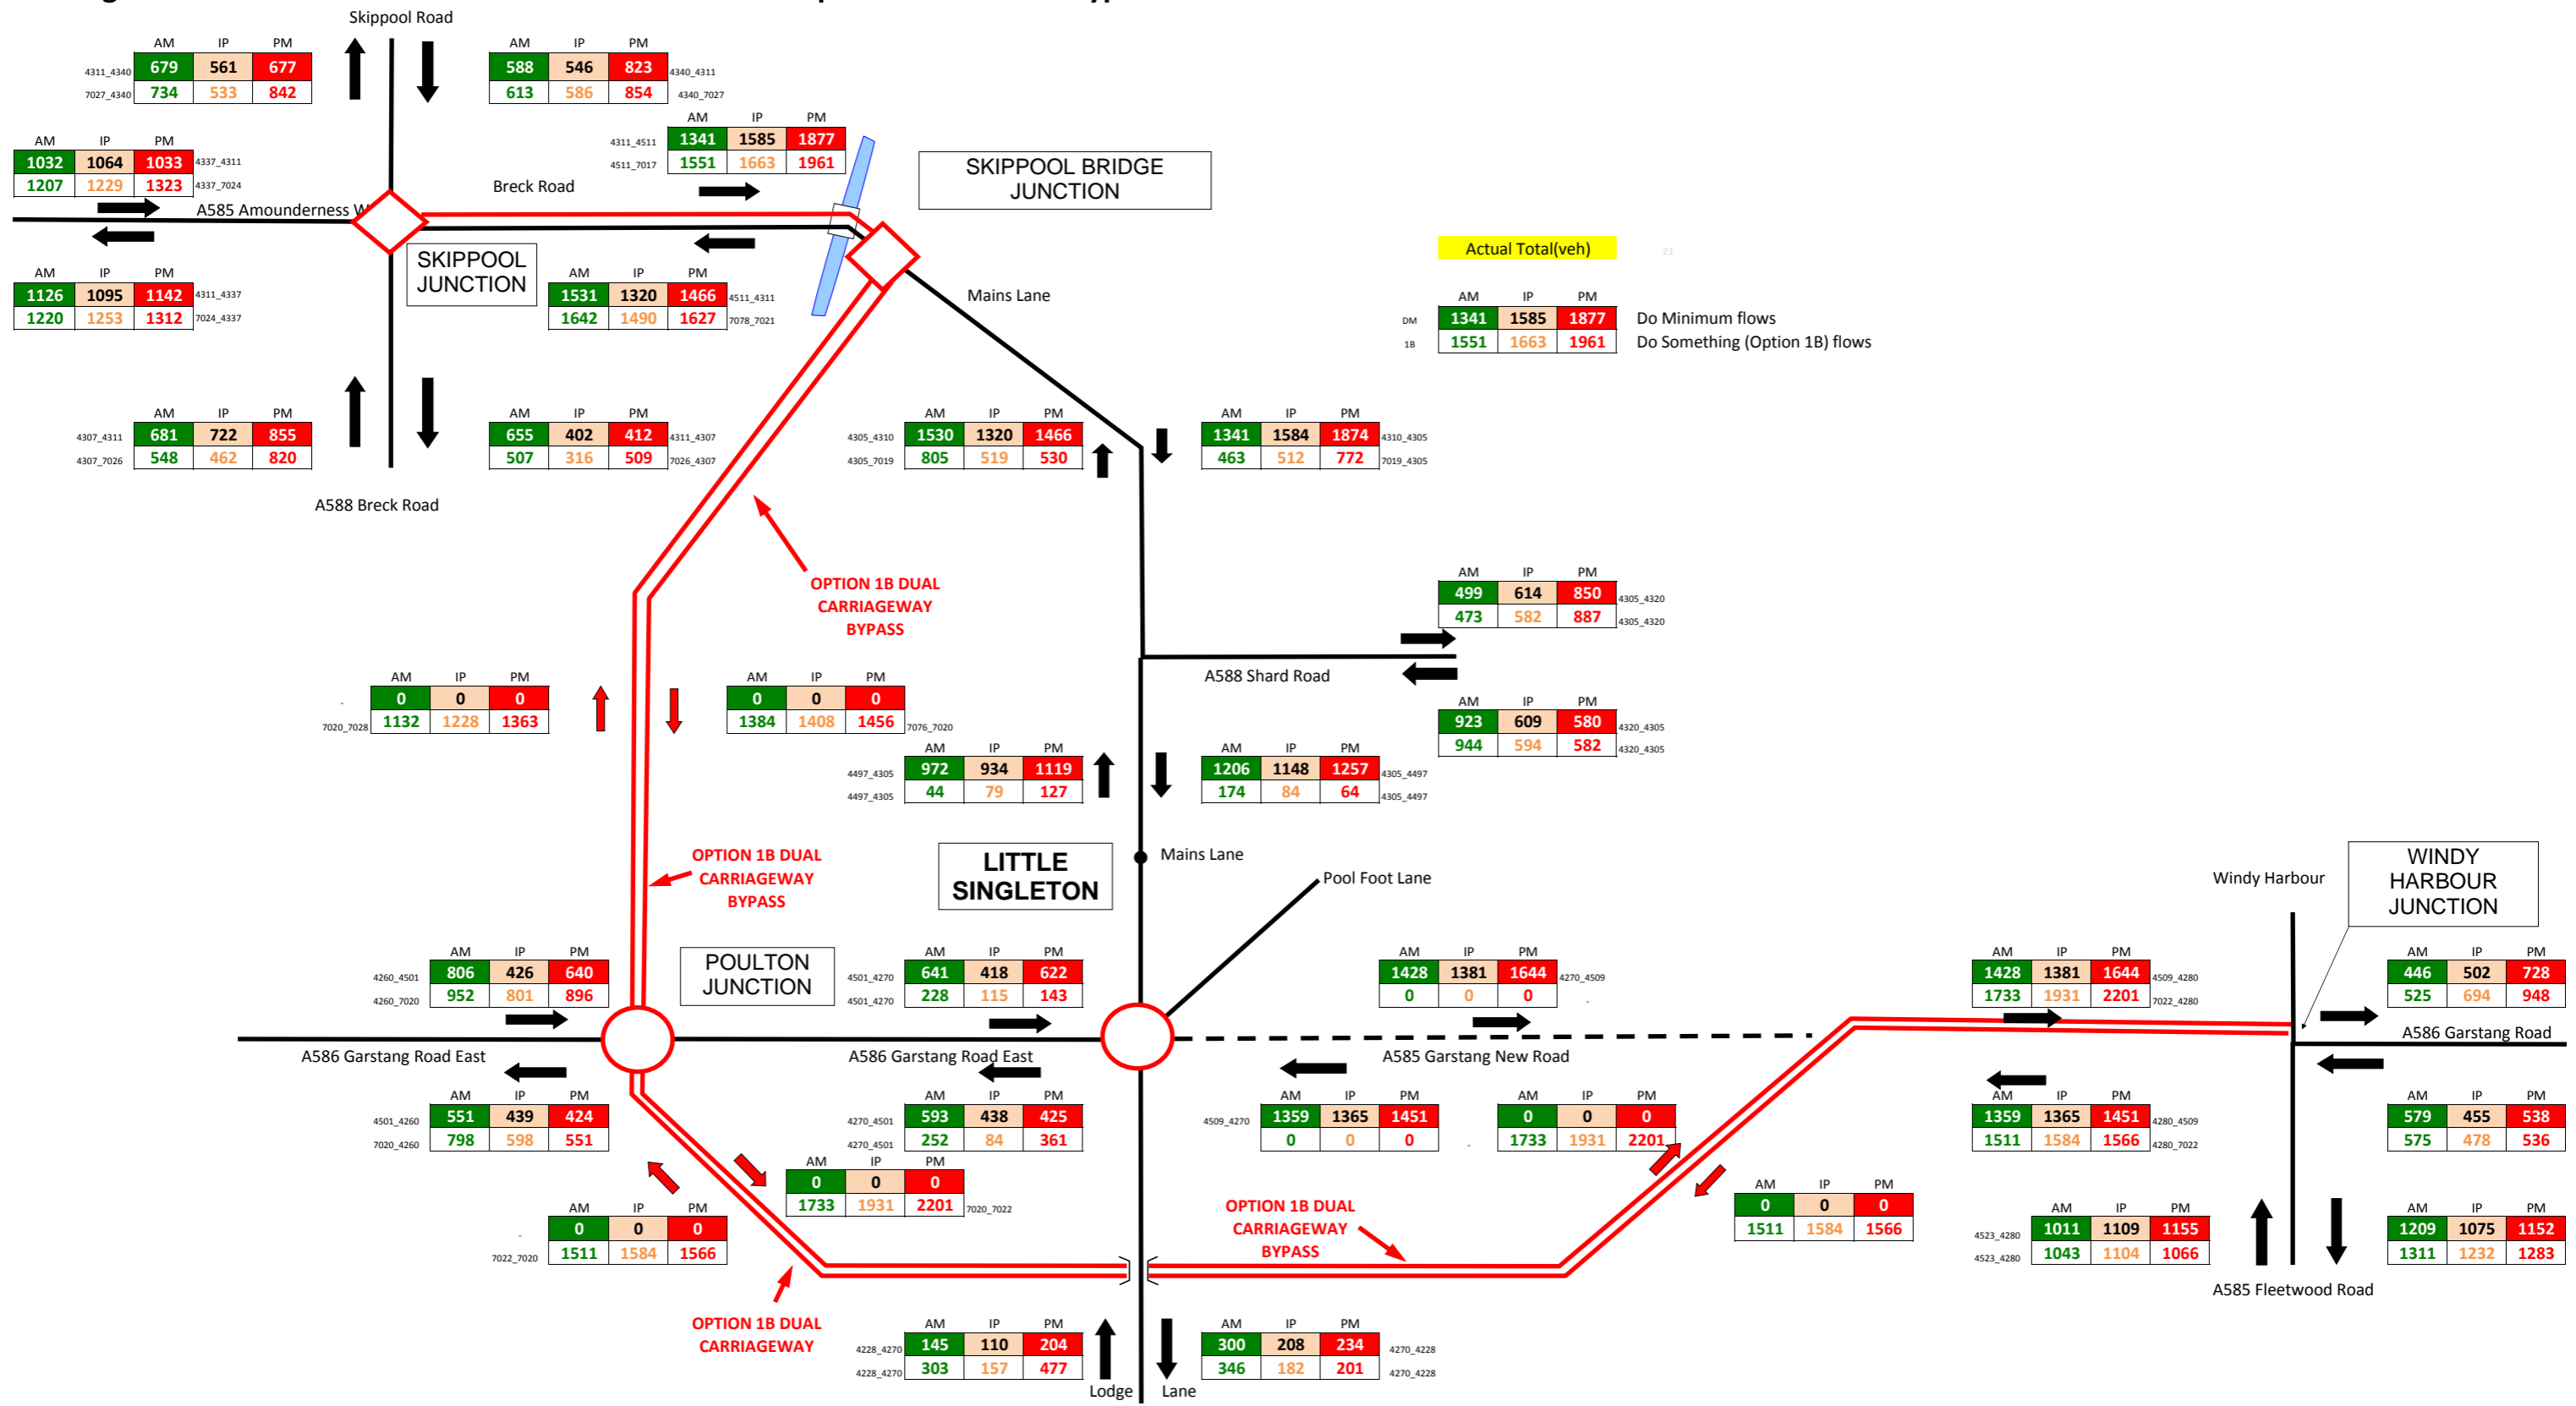 Skippool Road
AM IP PM
4311_4340 679 561 677
7027_4340 734 533 842
AM IP PM
588 546 823 4340_4311
613 586 854 4340_7027
AM IP PM
4311_4511 1341 1585 1877
4511_7017 1551 1663 1961
AM IP PM
1032 1064 1033 4337_4311
1207 1229 1323 4337_7024
SKIPPOOL BRIDGE
JUNCTION
Breck Road
A585 Amounderness W
SKIPPOOL
JUNCTION
AM IP PM
1126 1095 1142 4311_4337
1220 1253 1312 7024_4337
AM IP PM
1531 1320 1466 4511_4311
1642 1490 1627 7078_7021
Mains Lane
Actual Total(veh) 23
AM IP PM
DM 1341 1585 1877 Do Minimum flows
1B 1551 1663 1961 Do Something (Option 1B) flows
AM IP PM
4307_4311 681 722 855
4307_7026 548 462 820
AM IP PM
655 402 412 4311_4307
507 316 509 7026_4307
AM IP PM
4305_4310 1530 1320 1466
4305_7019 805 519 530
AM IP PM
1341 1584 1874 4310_4305
463 512 772 7019_4305
A588 Breck Road
OPTION 1B DUAL
CARRIAGEWAY
BYPASS
AM IP PM
499 614 850 4305_4320
473 582 887 4305_4320
A588 Shard Road
AM IP PM
923 609 580 4320_4305
944 594 582 4320_4305
AM IP PM
- 0 0 0
7020_7028 1132 1228 1363
AM IP PM
0 0 0
1384 1408 1456 7076_7020
AM IP PM
4497_4305 972 934 1119
4497_4305 44 79 127
AM IP PM
1206 1148 1257 4305_4497
174 84 64 4305_4497
OPTION 1B DUAL
CARRIAGEWAY
BYPASS
LITTLE
SINGLETON
Mains Lane
Pool Foot Lane
Windy Harbour
WINDY
HARBOUR
JUNCTION
AM IP PM
4260_4501 806 426 640
4260_7020 952 801 896
POULTON
JUNCTION
AM IP PM
4501_4270 641 418 622
4501_4270 228 115 143
AM IP PM
1428 1381 1644 4270_4509
0 0 0 -
AM IP PM
1428 1381 1644 4509_4280
1733 1931 2201 7022_4280
AM IP PM
446 502 728
525 694 948
A586 Garstang Road East
A586 Garstang Road East
A585 Garstang New Road
A586 Garstang Road
AM IP PM
4501_4260 551 439 424
7020_4260 798 598 551
AM IP PM
4270_4501 593 438 425
4270_4501 252 84 361
AM IP PM
4509_4270 1359 1365 1451
0 0 0
AM IP PM
0 0 0
- 1733 1931 2201
AM IP PM
1359 1365 1451 4280_4509
1511 1584 1566 4280_7022
AM IP PM
579 455 538
575 478 536
AM IP PM
0 0 0
1733 1931 2201 7020_7022
AM IP PM
- 0 0 0
7022_7020 1511 1584 1566
OPTION 1B DUAL
CARRIAGEWAY
BYPASS
AM IP PM
0 0 0
1511 1584 1566
AM IP PM
4523_4280 1011 1109 1155
4523_4280 1043 1104 1066
AM IP PM
1209 1075 1152
1311 1232 1283
A585 Fleetwood Road
OPTION 1B DUAL
CARRIAGEWAY
AM IP PM
4228_4270 145 110 204
4228_4270 303 157 477
AM IP PM
300 208 234 4270_4228
346 182 201 4270_4228
Lodge Lane